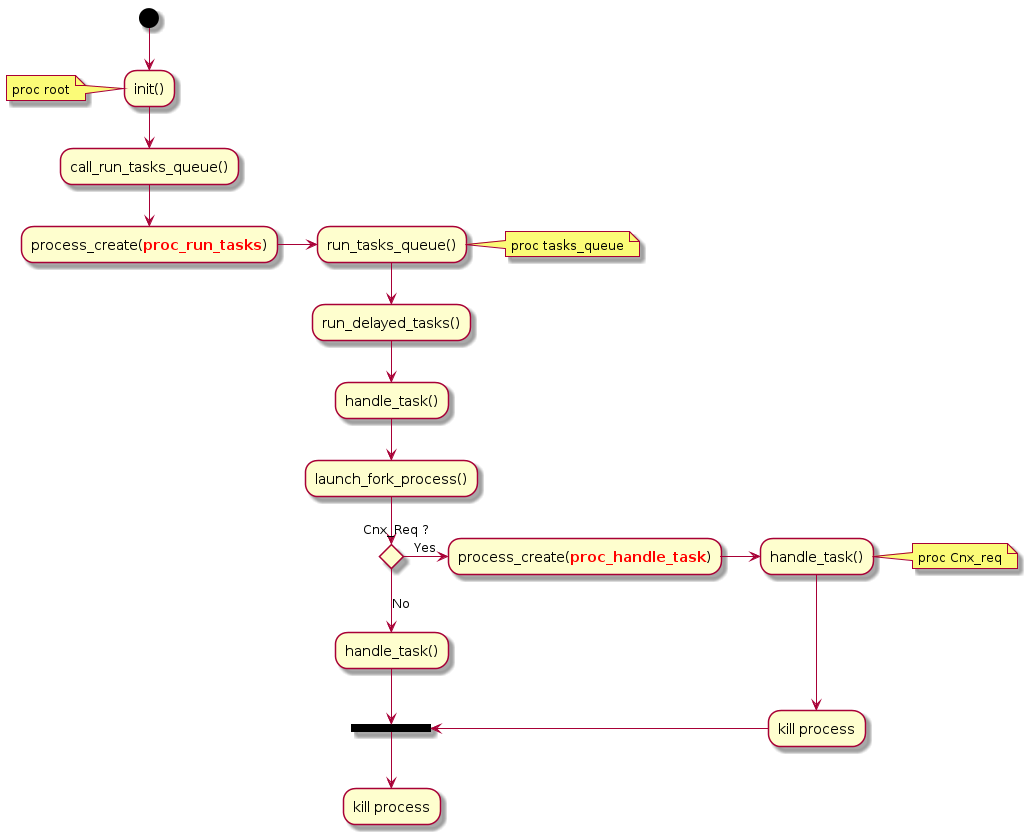 proc root
init()
call_run_tasks_queue()
process_create(proc_run_tasks)
run_tasks_queue()
proc tasks_queue
run_delayed_tasks()
handle_task()
launch_fork_process()
Cnx_Req ?
Yes
process_create(proc_handle_task)
handle_task()
proc Cnx_req
No
handle_task()
kill process
kill process